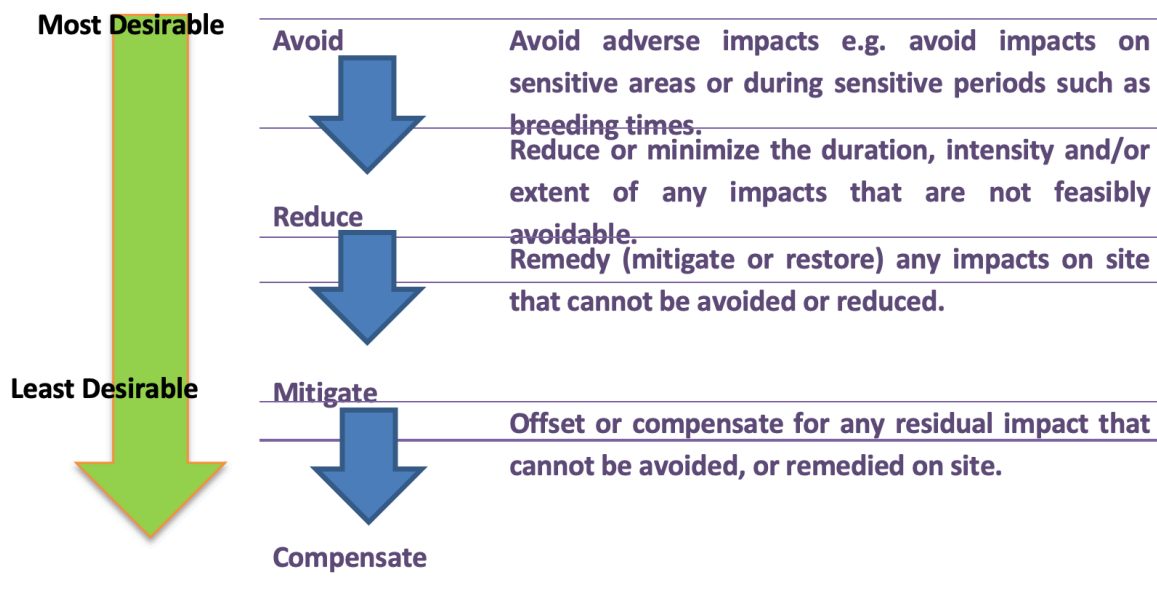 Most Desirable
Avoid
Avoid adverse impacts e.g. avoid impacts on
sensitive areas or during sensitive periods such as
breeding times.
Reduce or minimize the duration, intensity and/or
extent of any impacts that are not feasibly
avoidable.
Reduce
Remedy (mitigate or restore) any impacts on site
that cannot be avoided or reduced.
Least Desirable
Mitigate
Offset or compensate for any residual impact that
cannot be avoided, or remedied on site.
Compensate